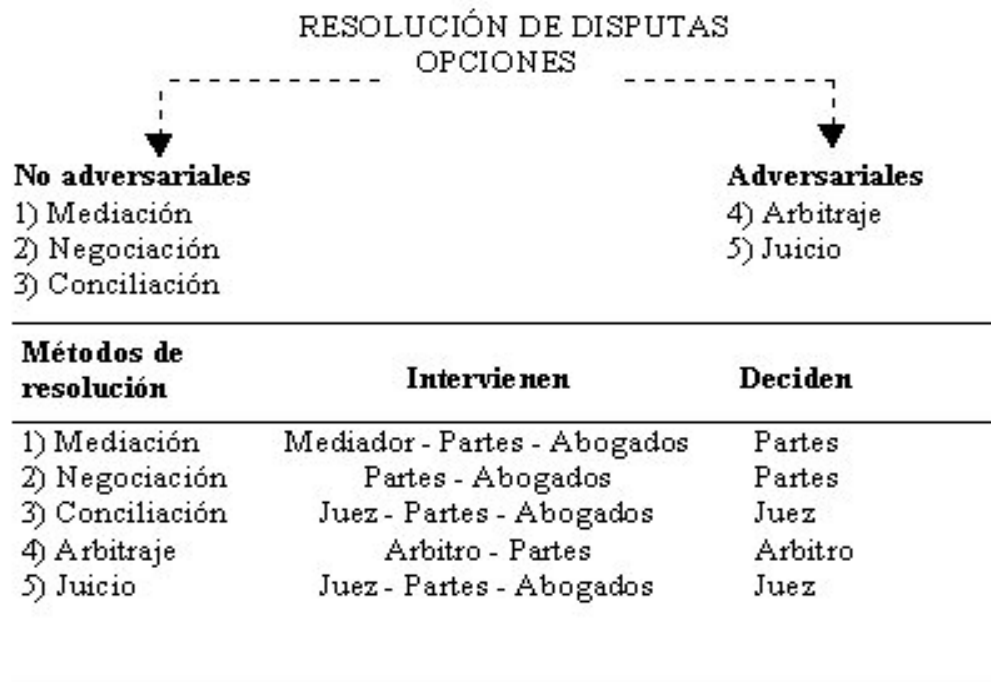 RESOLUCIÓN DE DISPUTAS
OPCIONES
No adversariales
1) Mediación
2) Negociación
3) Conciliación
Adversariales
4) Arbitraje
5) Juicio
Métodos de
resolución Intervienen Deciden
1) Mediación Mediador - Partes - Abogados Partes
2) Negociación Partes - Abogados Partes
3) Conciliación Juez - Partes - Abogados Juez
4) Arbitraje Arbitro - Partes Arbitro
5) Juicio Juez - Partes - Abogados Juez